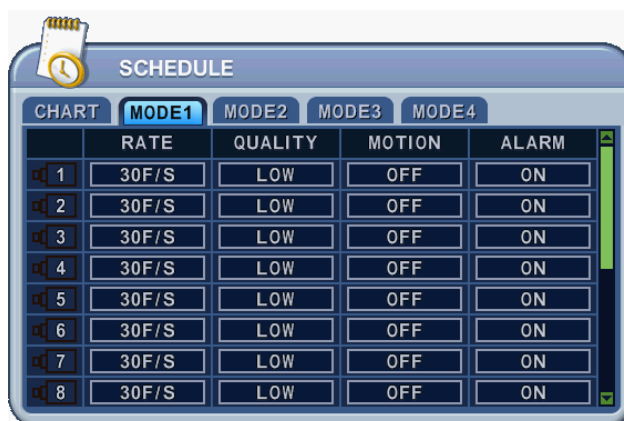 SCHEDULE
CHART MODE1 MODE2 MODE3 MODE4
RATE QUALITY MOTION ALARM
1 30F/S LOW OFF ON
2 30F/S LOW OFF ON
3 30F/S LOW OFF ON
4 30F/S LOW OFF ON
5 30F/S LOW OFF ON
6 30F/S LOW OFF ON
7 30F/S LOW OFF ON
8 30F/S LOW OFF ON